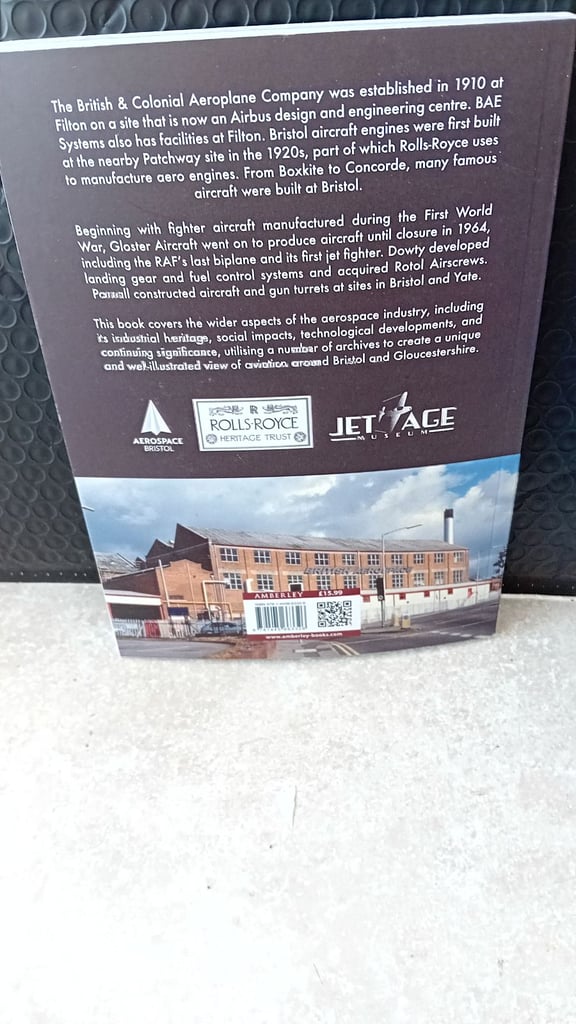 The British & Colonial Aeroplane Company was established in 1910 at
Filton on a site that is now an Airbus design and engineering centre. BAE
Systems also has facilities at Filton. Bristol aircraft engines were first built
at the nearby Patchway site in the 1920s, part of which Rolls-Royce uses
to manufacture aero engines. From Boxkite to Concorde, many famous
aircraft were built at Bristol.
Beginning with fighter aircraft manufactured during the First World
War, Gloster Aircraft went on to produce aircraft until closure in 1964,
including the RAF's last biplane and its first jet fighter. Dowty developed
landing gear and fuel control systems and acquired Rotol Airscrews.
Parnall constructed aircraft and gun turrets at sites in Bristol and Yate.
This book covers the wider aspects of the aerospace industry, including
its industrial heritage, social impacts, technological developments, and
continuing significance, utilising a number of archives to create a unique
and well-illustrated view of aviation around Bristol and Gloucestershire.
AEROSPACE
BRISTOL
R
ROLLS-ROYCE
HERITAGE TRUST
JET AGE
MUSEUM
AMBERLEY £15.99
www.amberley-books.com